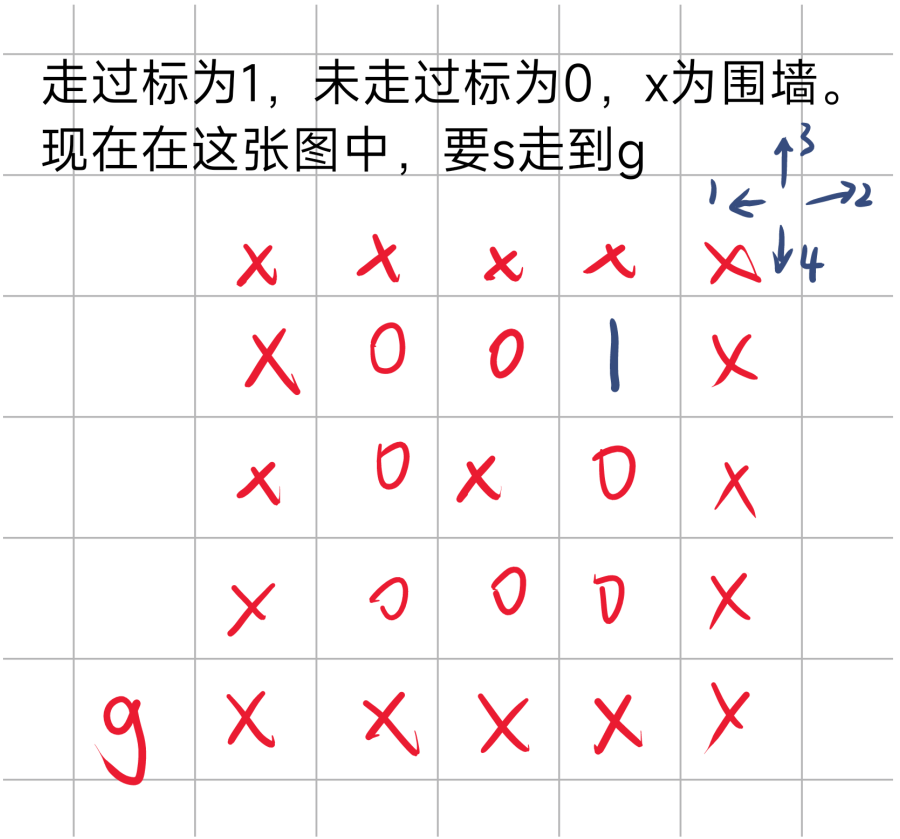 走过标为1，未走过标为0，x为围墙。
现在在这张图中，要s走到g
3
1 2
4
x x x x x
x 0 0 1 x
x 0 x 0 x
x 0 0 0 x
g x x x x x